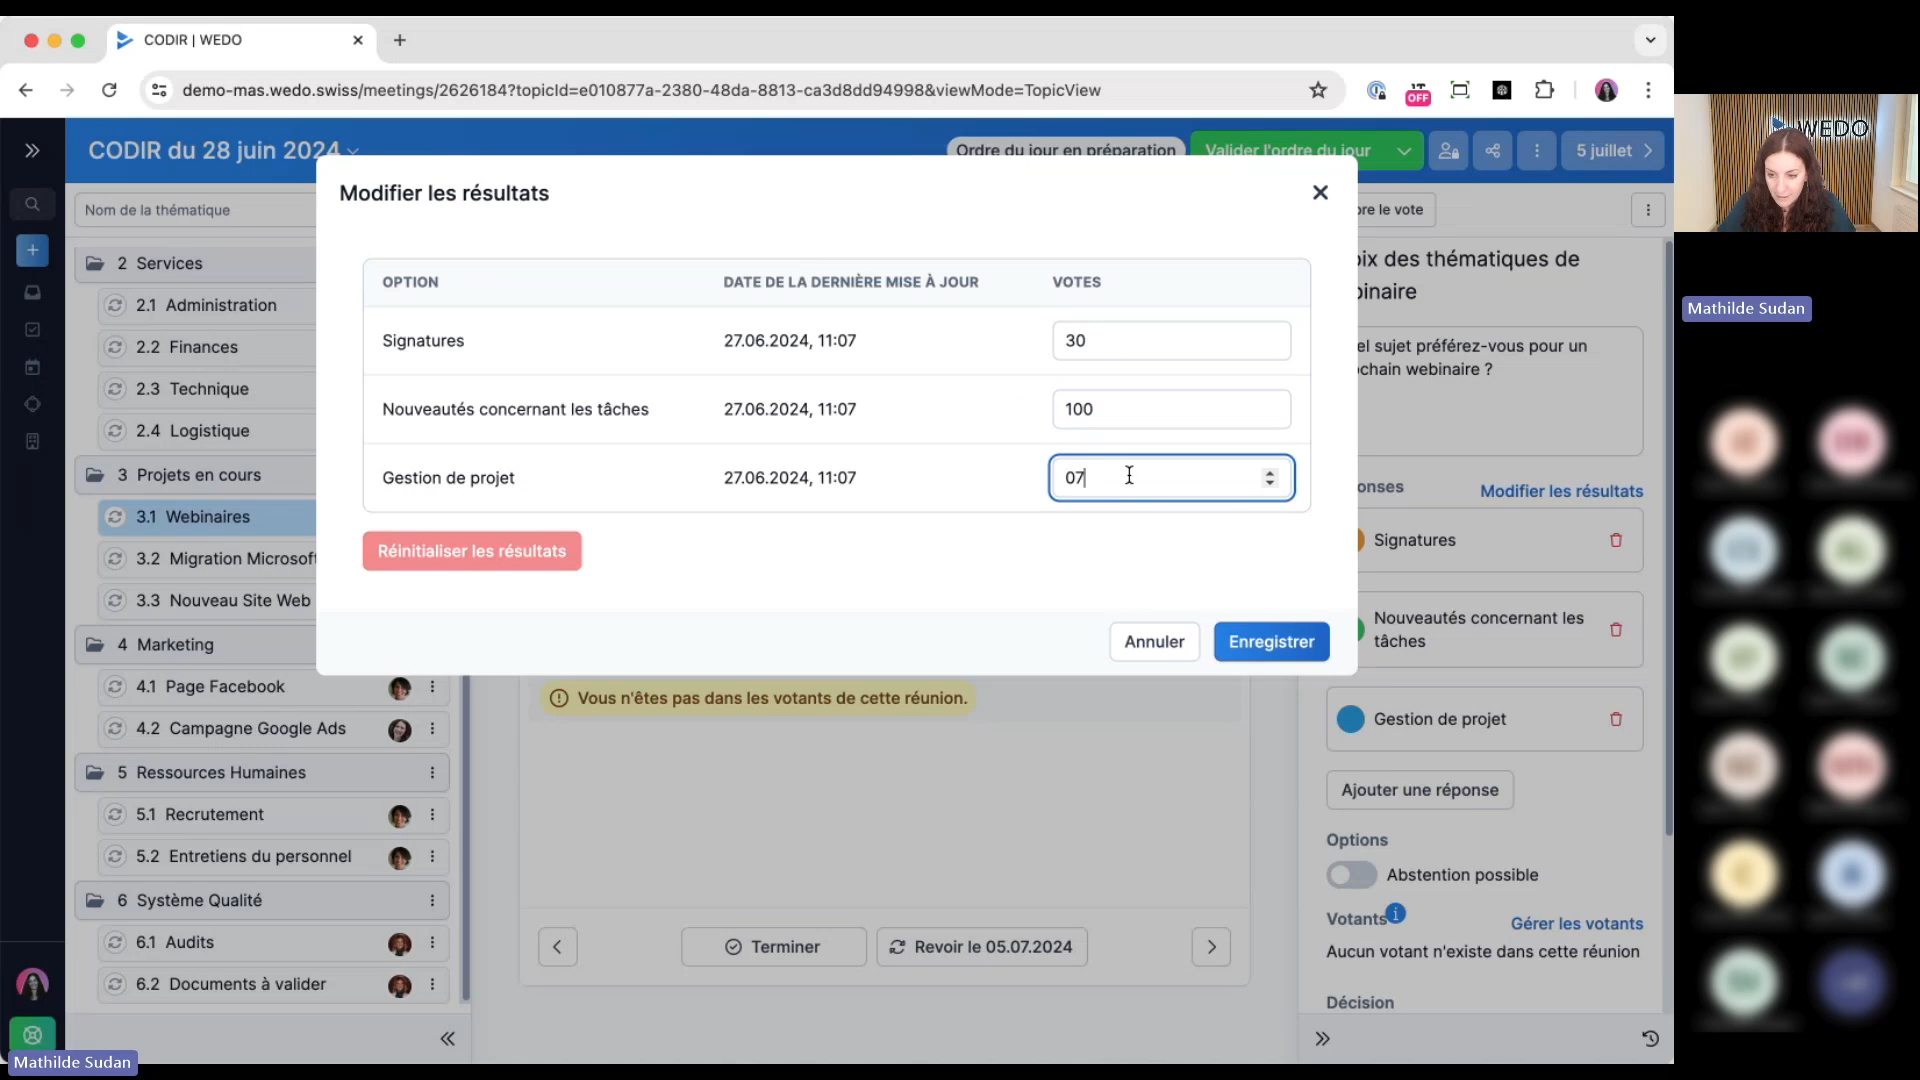 CODIR | WEDO
demo-mas.wedo.swiss/meetings/2626184?topicId=e010877a-2380-48da-8813-ca3d8dd94998&viewMode=TopicView
OFF
CODIR du 28 juin 2024
Ordre du jour en préparation
Valider l'ordre du jour
5 juillet
Nom de la thématique
2 Services
2.1 Administration
2.2 Finances
2.3 Technique
2.4 Logistique
3 Projets en cours
3.1 Webinaires
3.2 Migration Microsoft
3.3 Nouveau Site Web
4 Marketing
4.1 Page Facebook
4.2 Campagne Google Ads
5 Ressources Humaines
5.1 Recrutement
5.2 Entretiens du personnel
6 Système Qualité
6.1 Audits
6.2 Documents à valider
Mathilde Sudan
Modifier les résultats
OPTION DATE DE LA DERNIÈRE MISE À JOUR VOTES
Signatures 27.06.2024, 11:07 30
Nouveautés concernant les tâches 27.06.2024, 11:07 100
Gestion de projet 27.06.2024, 11:07 07
Réinitialiser les résultats
Annuler Enregistrer
Vous n'êtes pas dans les votants de cette réunion.
Terminer
Revoir le 05.07.2024
re le vote
ix des thématiques de
binaire
el sujet préférez-vous pour un
chain webinaire ?
onses
Modifier les résultats
Signatures
Nouveautés concernant les
tâches
Gestion de projet
Ajouter une réponse
Options
Abstention possible
Votants
Gérer les votants
Aucun votant n'existe dans cette réunion
Décision
WEDO
Mathilde Sudan